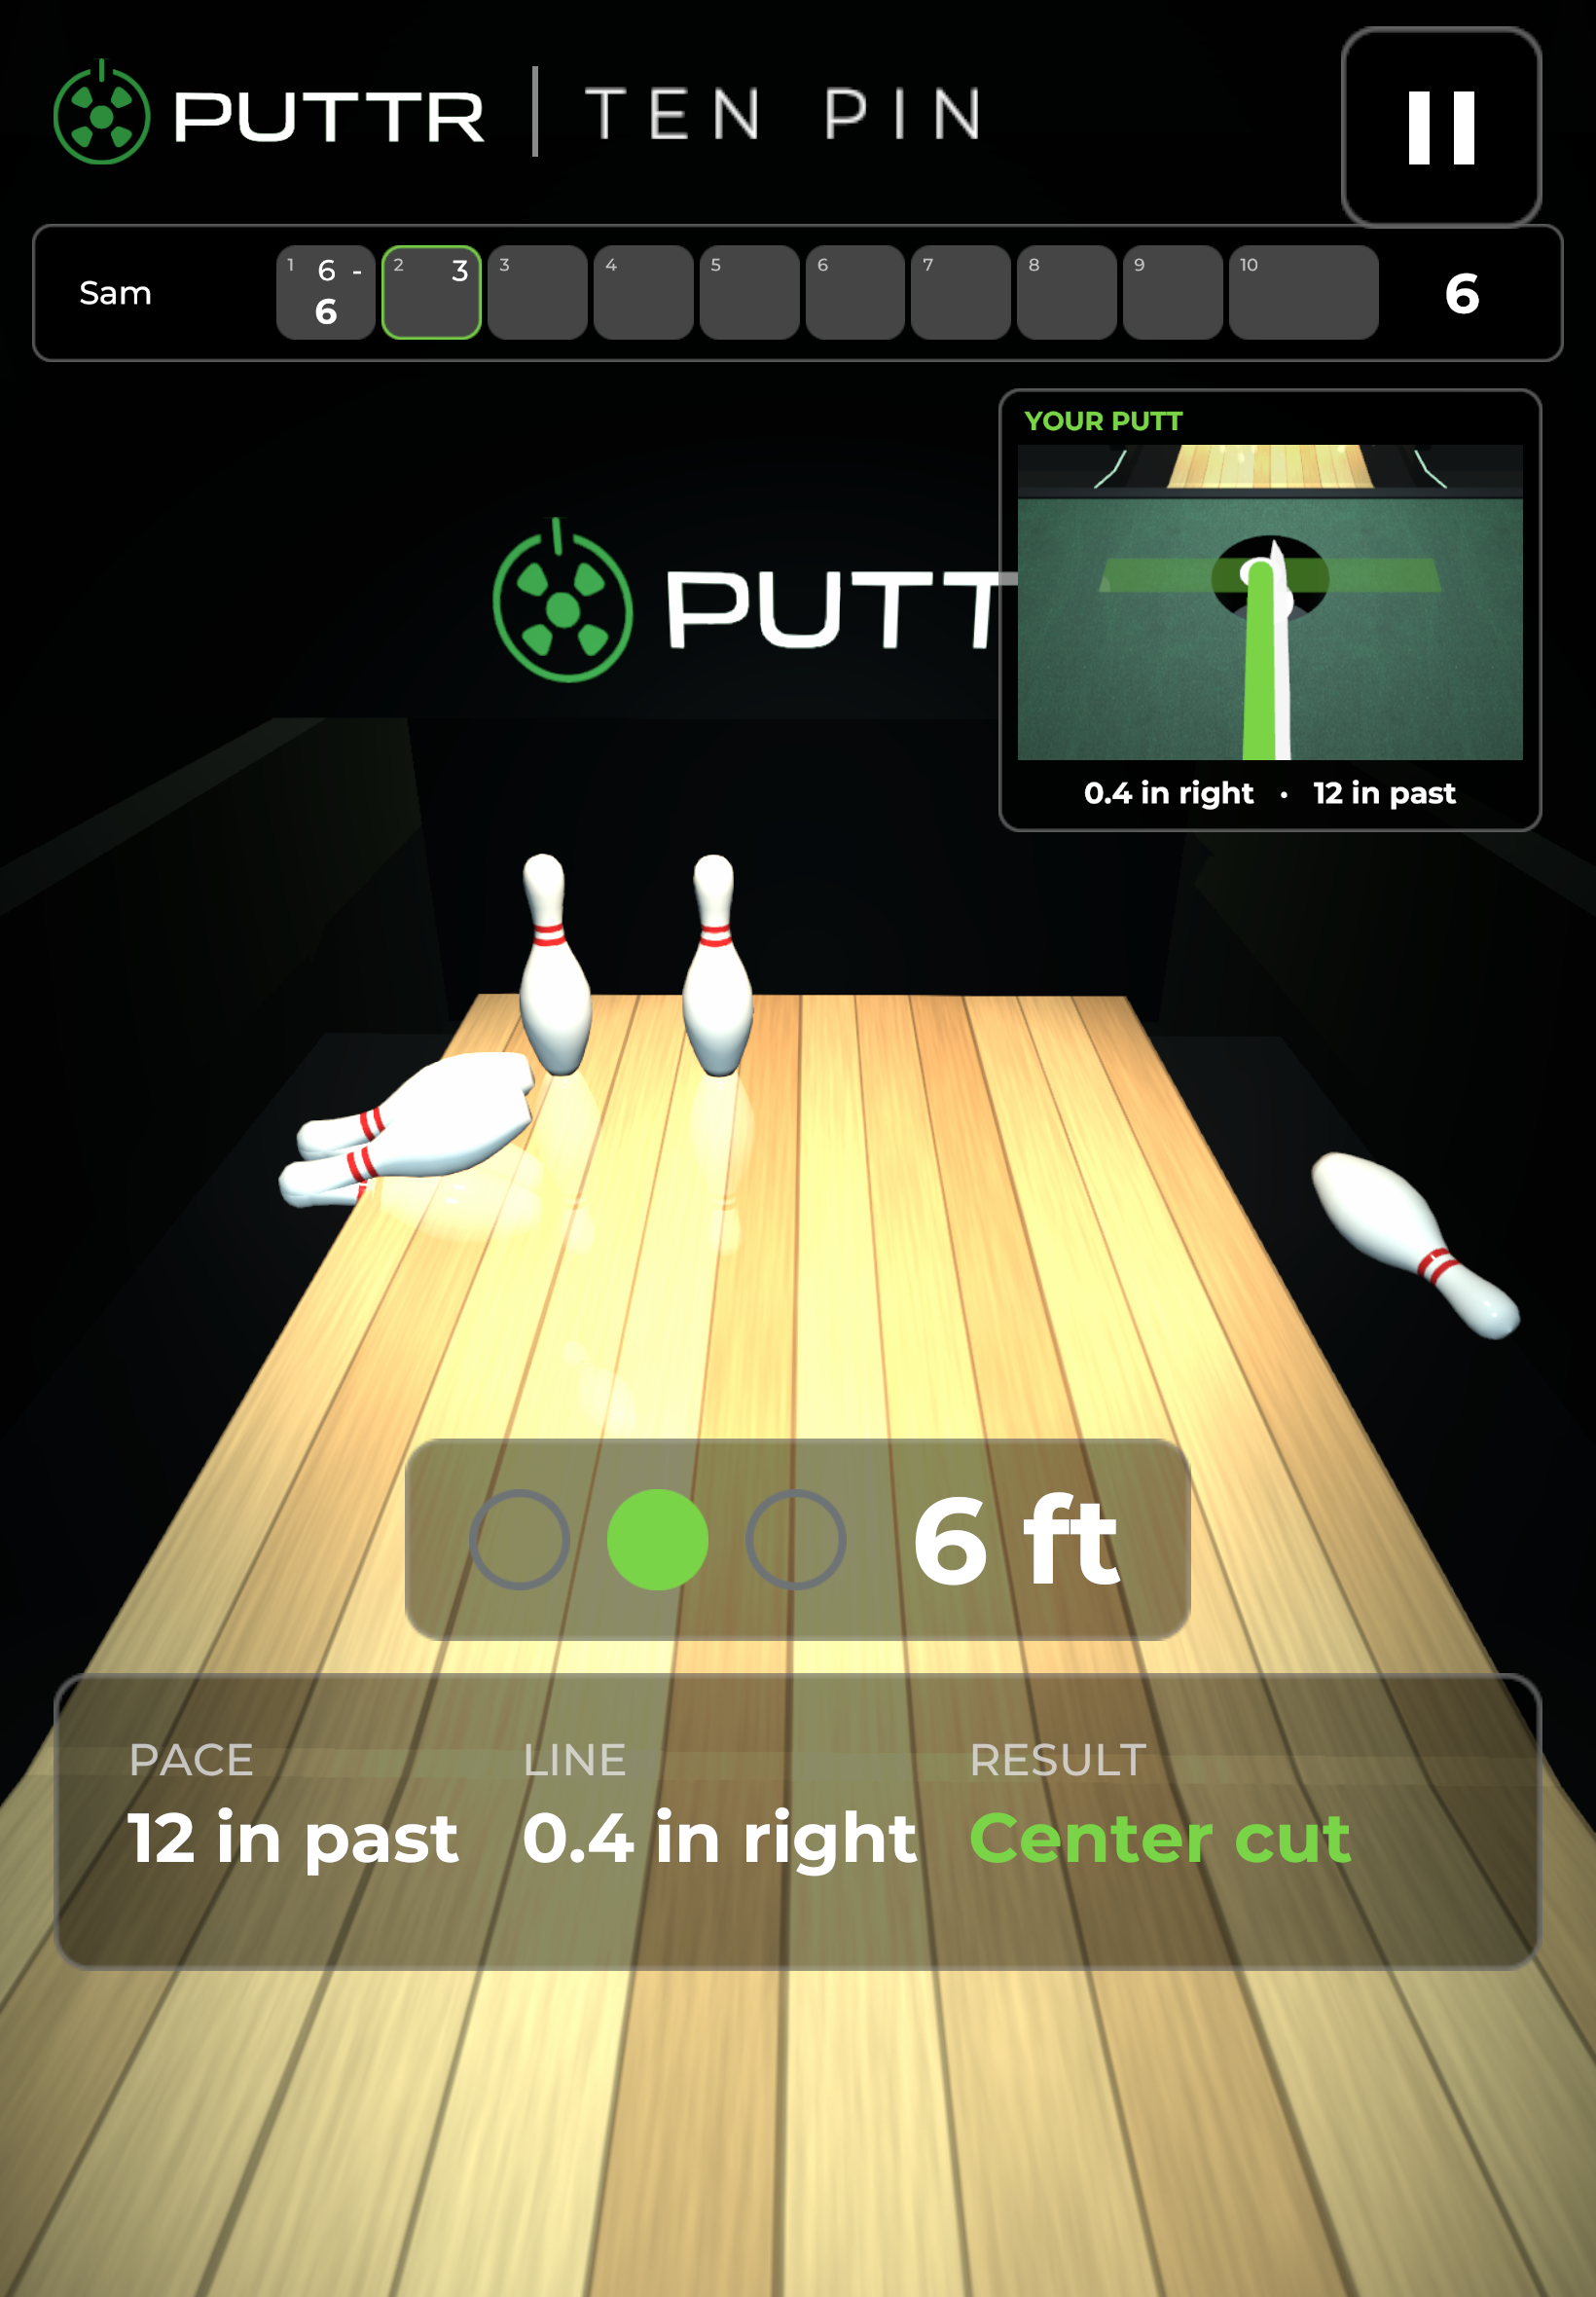 PUTTR | TEN PIN
Sam
1 6 -
6
2 3
3
4
5
6
7
8
9
10
6
YOUR PUTT
0.4 in right • 12 in past
PUTT
6 ft
PACE LINE RESULT
12 in past 0.4 in right Center cut